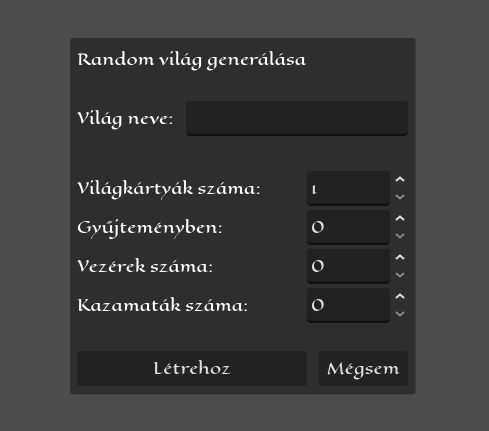 Random világ generálása
Világ neve:
Világkártyák száma: 1
Gyűjteményben: 0
Vezérek száma: 0
Kazamaták száma: 0
Létrehoz Mégsem